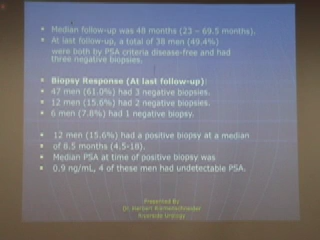 Median follow-up was 48 months (23 – 69.5 months).
At last follow-up, a total of 38 men (49.4%)
were both by PSA criteria disease-free and had
three negative biopsies.
Biopsy Response (At last follow-up):
47 men (61.0%) had 3 negative biopsies.
12 men (15.6%) had 2 negative biopsies.
6 men (7.8%) had 1 negative biopsy.
12 men (15.6%) had a positive biopsy at a median
of 8.5 months (4.5-18).
Median PSA at time of positive biopsy was
0.9 ng/mL, 4 of these men had undetectable PSA.
Presented By
Dr.
Riverside Urology